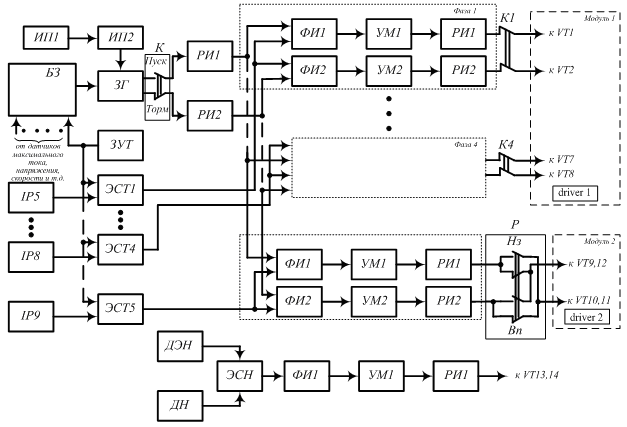 Фаза 1
К1
Модуль 1
ИП1
ИП2
К
РИ1
ФИ1
УМ1
РИ1
к VT1
БЗ
ЗГ
Пуск
Торм
ФИ2
УМ2
РИ2
к VT2
РИ2
от датчиков
максимального
тока,
напряжения,
скорости и т.д.
ЗУТ
Фаза 4
К4
к VT7
к VT8
driver 1
IP5
ЭСТ1
IP8
ЭСТ4
Р
Нз
Модуль 2
ФИ1
УМ1
РИ1
к VT9,12
IP9
ЭСТ5
ФИ2
УМ2
РИ2
Вп
к VT10,11
driver 2
ДЭН
ЭСН
ФИ1
УМ1
РИ1
к VT13,14
ДН